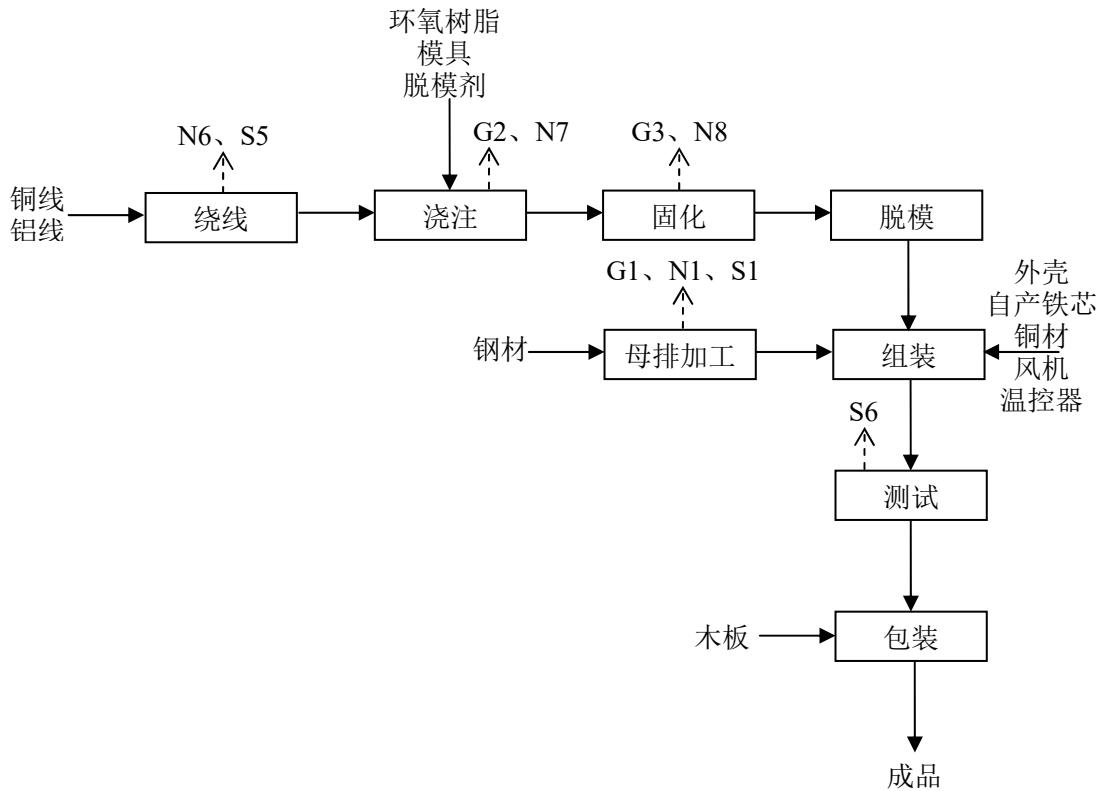 环氧树脂
模具
脱模剂
N6、S5
G2、N7
G3、N8
铜线
铝线
绕线
浇注
固化
脱模
G1、N1、S1
钢材
母排加工
组装
外壳
自产铁芯
铜材
风机
温控器
S6
测试
木板
包装
成品